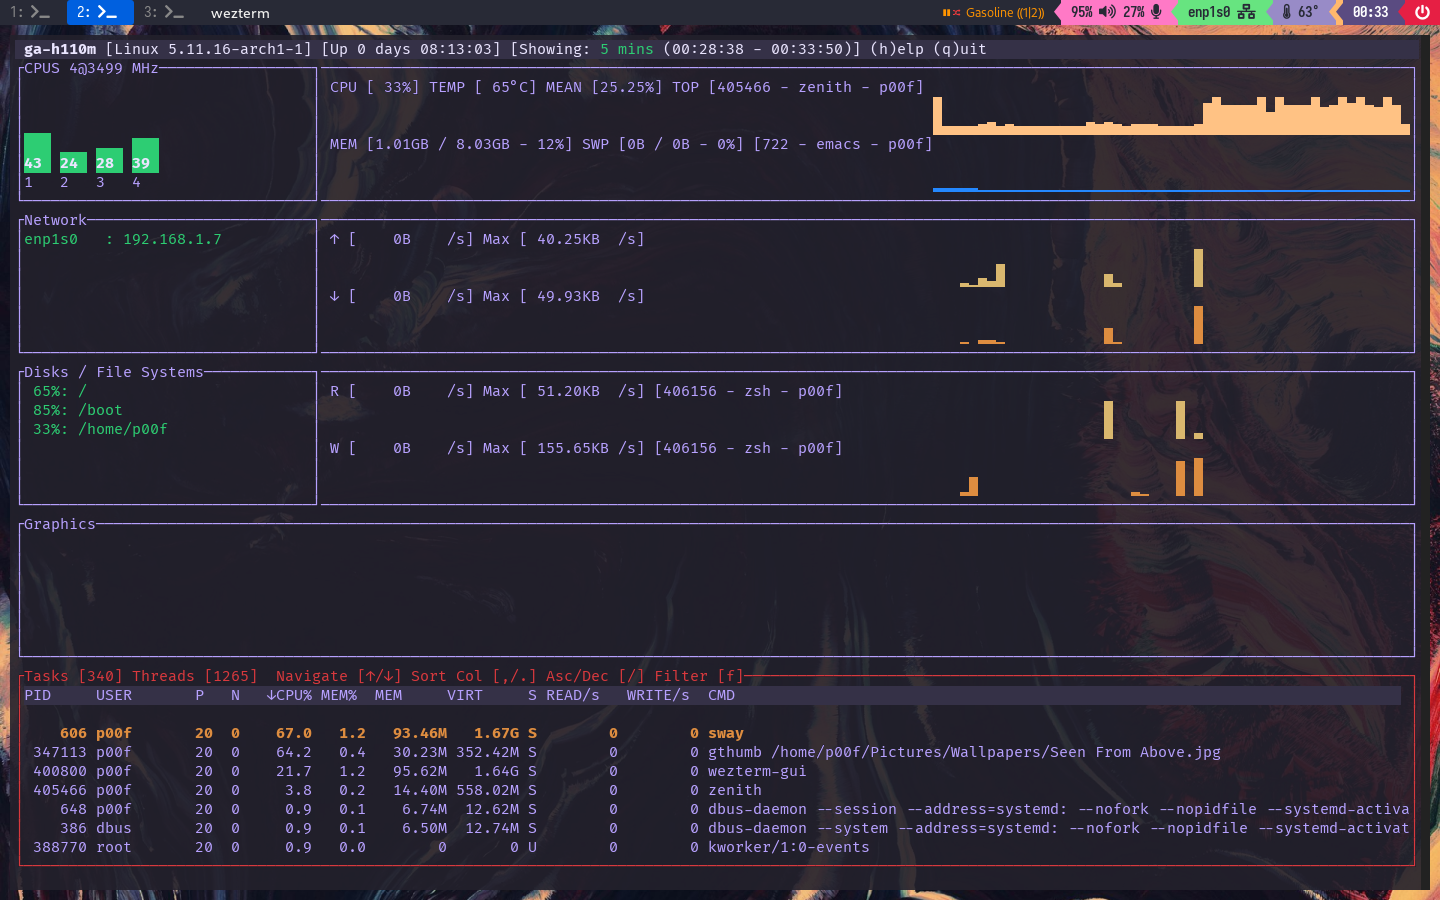 1: 2: 3: wezterm Gasoline ((1|2)) 95% 27% enp1s0 63° 00:33
ga-h110m [Linux 5.11.16-arch1-1] [Up 0 days 08:13:03] [Showing: 5 mins (00:28:38 - 00:33:50)] (h)elp (q)uit
CPUS 4@3499 MHz
CPU [ 33%] TEMP [ 65°C] MEAN [25.25%] TOP [405466 - zenith - p00f]
MEM [1.01GB / 8.03GB - 12%] SWP [0B / 0B - 0%] [722 - emacs - p00f]
43 24 28 39
1 2 3 4
Network
enp1s0 : 192.168.1.7
↑ [ 0B /s] Max [ 40.25KB /s]
↓ [ 0B /s] Max [ 49.93KB /s]
Disks / File Systems
65%: /
85%: /boot
33%: /home/p00f
R [ 0B /s] Max [ 51.20KB /s] [406156 - zsh - p00f]
W [ 0B /s] Max [ 155.65KB /s] [406156 - zsh - p00f]
Graphics
Tasks [340] Threads [1265] Navigate [↑/↓] Sort Col [,/.] Asc/Dec [/] Filter [f]
PID USER P N ↓CPU% MEM% MEM VIRT S READ/s WRITE/s CMD
606 p00f 20 0 67.0 1.2 93.46M 1.67G S 0 0 sway
347113 p00f 20 0 64.2 0.4 30.23M 352.42M S 0 0 gthumb /home/p00f/Pictures/Wallpapers/Seen From Above.jpg
400800 p00f 20 0 21.7 1.2 95.62M 1.64G S 0 0 wezterm-gui
405466 p00f 20 0 3.8 0.2 14.40M 558.02M S 0 0 zenith
648 p00f 20 0 0.9 0.1 6.74M 12.62M S 0 0 dbus-daemon --session --address=systemd: --nofork --nopidfile --systemd-activa
386 dbus 20 0 0.9 0.1 6.50M 12.74M S 0 0 dbus-daemon --system --address=systemd: --nofork --nopidfile --systemd-activat
388770 root 20 0 0.9 0.0 0 0 U 0 0 kworker/1:0-events